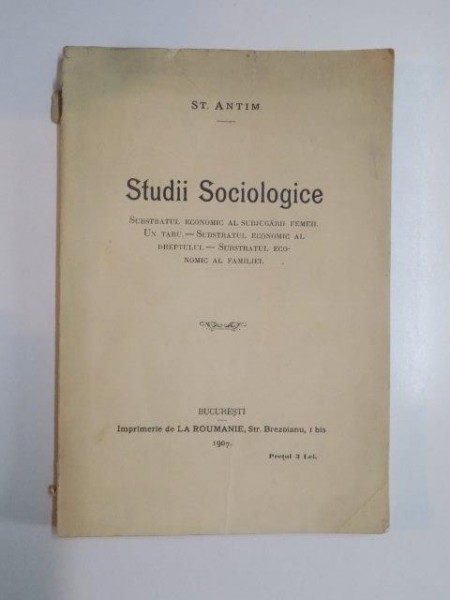 ST. ANTIM
Studii Sociologice
SUBSTRATUL ECONOMIC AL SUBJUGĂRII FEMEII.
UN TABU. — SUBSTRATUL ECONOMIC AL
DREPTULUI. — SUBSTRATUL ECO-
NOMIC AL FAMILIEI.
BUCUREȘTI
Imprimerie de LA ROUMANIE, Str. Brezoianu, 1 bis
1907.
Prețul 3 Lei.